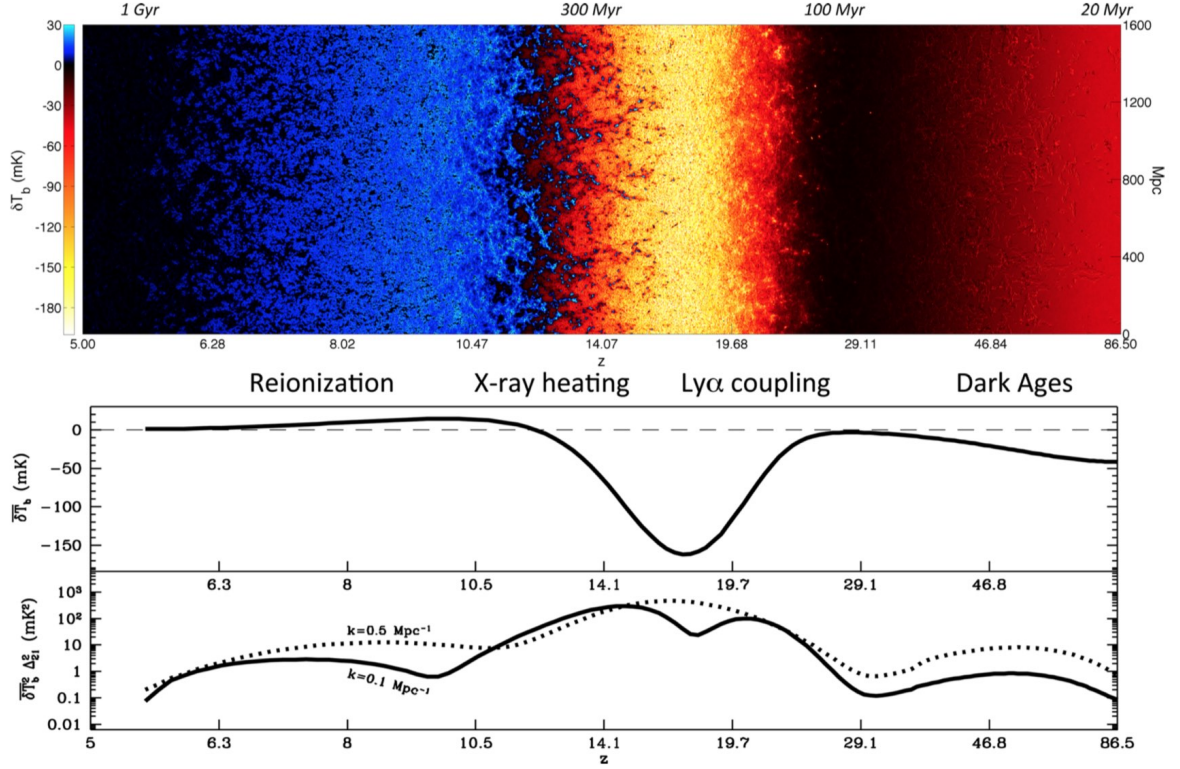 1 Gyr 300 Myr 100 Myr 20 Myr
30
0
-30
-60
-90
-120
-150
-180
δT_b (mK)
1600
1200
800
400
0
Mpc
5.00 6.28 8.02 10.47 14.07 19.68 29.11 46.84 86.50
z
Reionization X-ray heating Lyα coupling Dark Ages
0
−50
−100
−150
δT̅_b (mK)
6.3 8 10.5 14.1 19.7 29.1 46.8
10³
10²
10
1
0.1
0.01
δT̅_b² Δ²₂₁ (mK²)
k=0.5 Mpc⁻¹
k=0.1 Mpc⁻¹
5 6.3 8 10.5 14.1 19.7 29.1 46.8 86.5
z